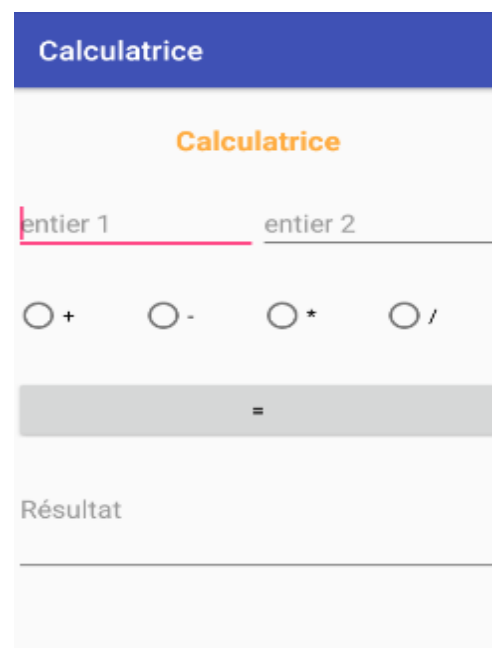 Calculatrice
Calculatrice
entier 1 entier 2
+ - * /
=
Résultat